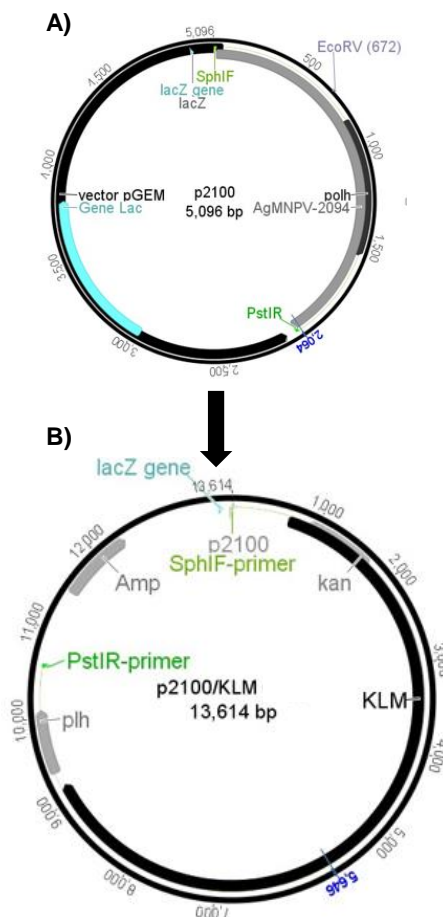 A)
5,096
EcoRV (672)
SphIF
500
lacZ gene
lacZ
4,500
1,000
4,000
vector pGEM
p2100
polh
Gene Lac
5,096 bp
AgMNPV-2094
1,500
3,500
PstIR
2,064
3,000
2,500
B)
lacZ gene
13,614
1,000
p2100
12,000
SphIF-primer
2,000
Amp
kan
11,000
PstIR-primer
p2100/KLM
KLM
13,614 bp
4,000
10,000
plh
9,000
5,000
5,646
8,000
7,000